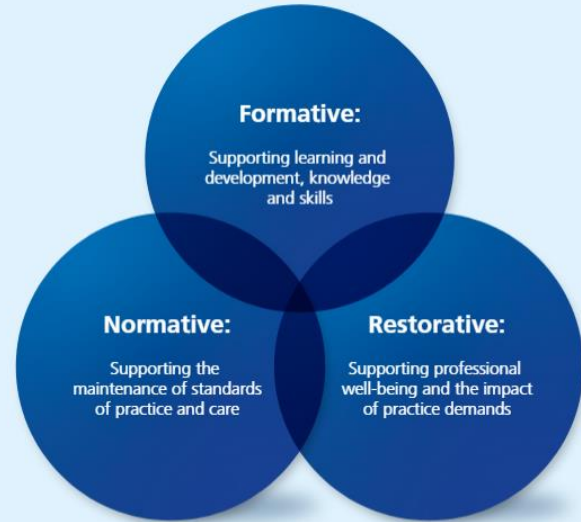 Formative:
Supporting learning and
development, knowledge
and skills
Normative:
Supporting the
maintenance of standards
of practice and care
Restorative:
Supporting professional
well-being and the impact
of practice demands